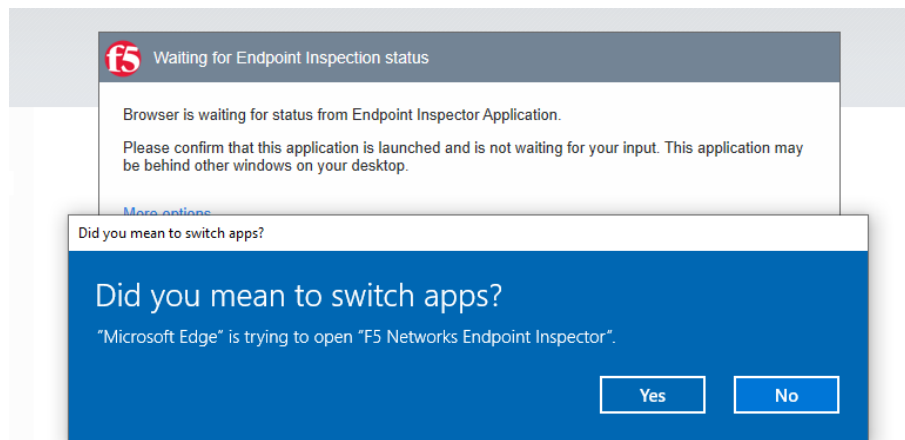 f5 Waiting for Endpoint Inspection status
Browser is waiting for status from Endpoint Inspector Application.
Please confirm that this application is launched and is not waiting for your input. This application may
be behind other windows on your desktop.
More options
Did you mean to switch apps?
Did you mean to switch apps?
"Microsoft Edge" is trying to open "F5 Networks Endpoint Inspector".
Yes No